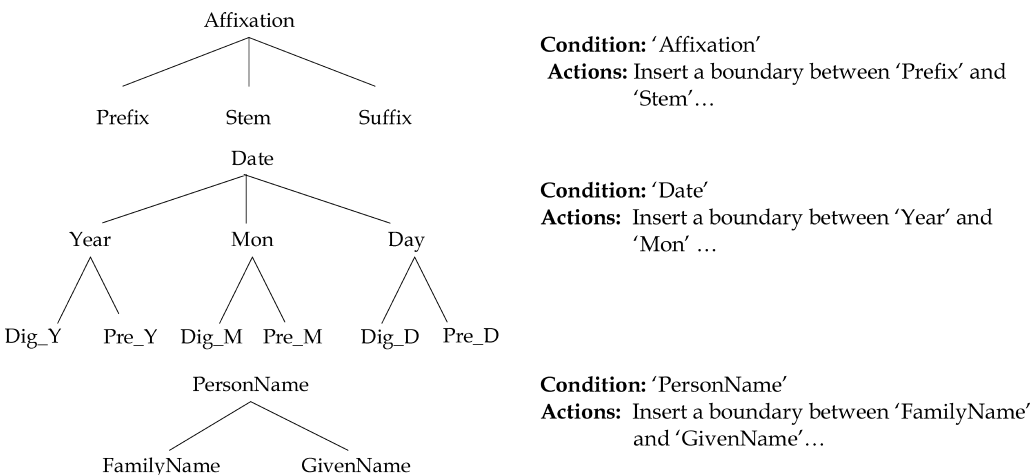 Affixation
Prefix Stem Suffix
Condition: ‘Affixation’
Actions: Insert a boundary between ‘Prefix’ and
‘Stem’…
Date
Year Mon Day
Dig_Y Pre_Y Dig_M Pre_M Dig_D Pre_D
Condition: ‘Date’
Actions: Insert a boundary between ‘Year’ and
‘Mon’ …
PersonName
FamilyName GivenName
Condition: ‘PersonName’
Actions: Insert a boundary between ‘FamilyName’
and ‘GivenName’…